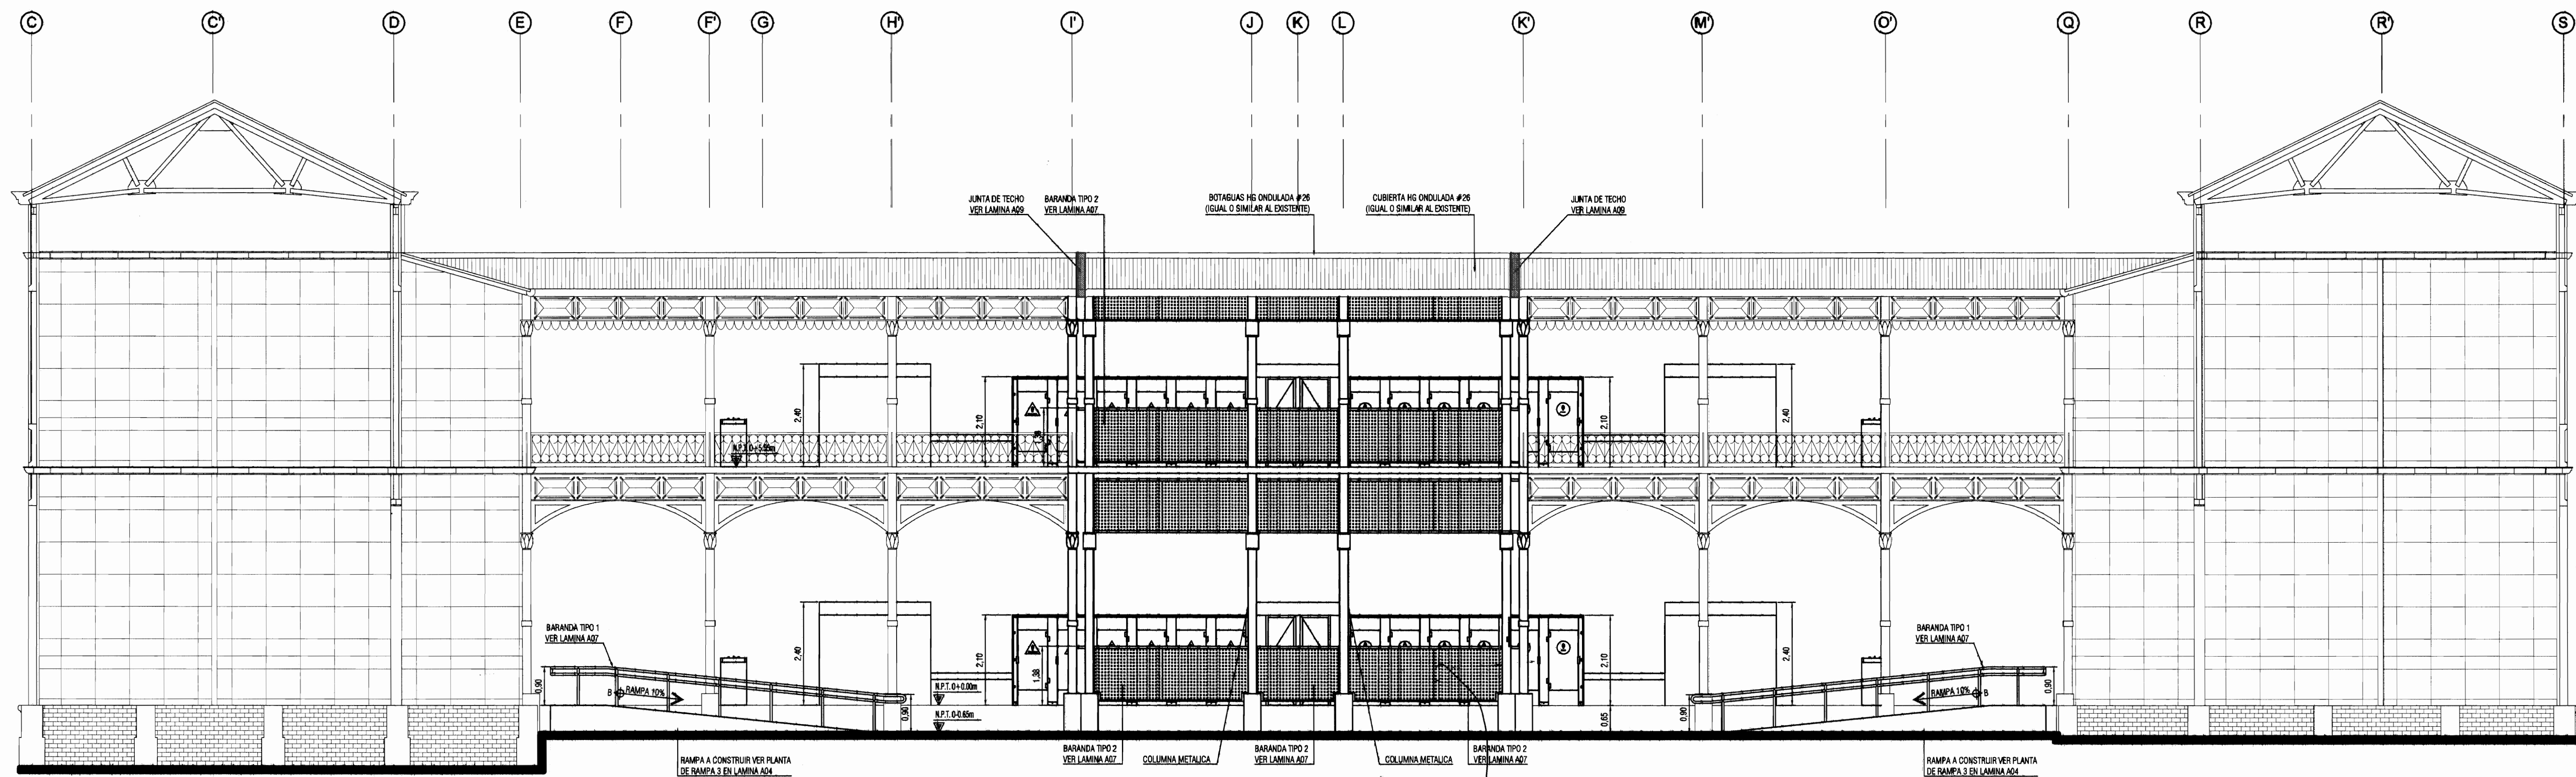 C C' D E F F' G H' I' J K L K' M' O' Q R R' S
JUNTA DE TECHO
VER LAMINA A09
BARANDA TIPO 2
VER LAMINA A07
BOTAGUAS HG ONDULADA #26
(IGUAL O SIMILAR AL EXISTENTE)
CUBIERTA HG ONDULADA #26
(IGUAL O SIMILAR AL EXISTENTE)
JUNTA DE TECHO
VER LAMINA A09
2,40
2,10
1,38
2,10
2,40
N.P.T. 0+5.55m
BARANDA TIPO 1
VER LAMINA A07
0,90
B
RAMPA 10%
2,40
2,10
1,38
N.P.T. 0+0.00m
N.P.T. 0-0.65m
0,90
2,10
0,65
2,40
0,90
BARANDA TIPO 1
VER LAMINA A07
RAMPA 10%
B
0,90
RAMPA A CONSTRUIR VER PLANTA
DE RAMPA 3 EN LAMINA A04
BARANDA TIPO 2
VER LAMINA A07
COLUMNA METALICA
BARANDA TIPO 2
VER LAMINA A07
COLUMNA METALICA
BARANDA TIPO 2
VER LAMINA A07
RAMPA A CONSTRUIR VER PLANTA
DE RAMPA 3 EN LAMINA A04